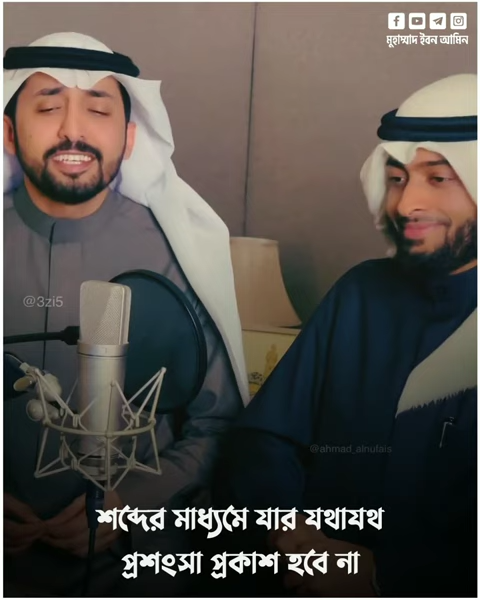 মুহাম্মাদ ইবন আমিন
@3zi5
@ahmad_alnufais
শব্দের মাধ্যমে যার যথাযথ
প্রশংসা প্রকাশ হবে না